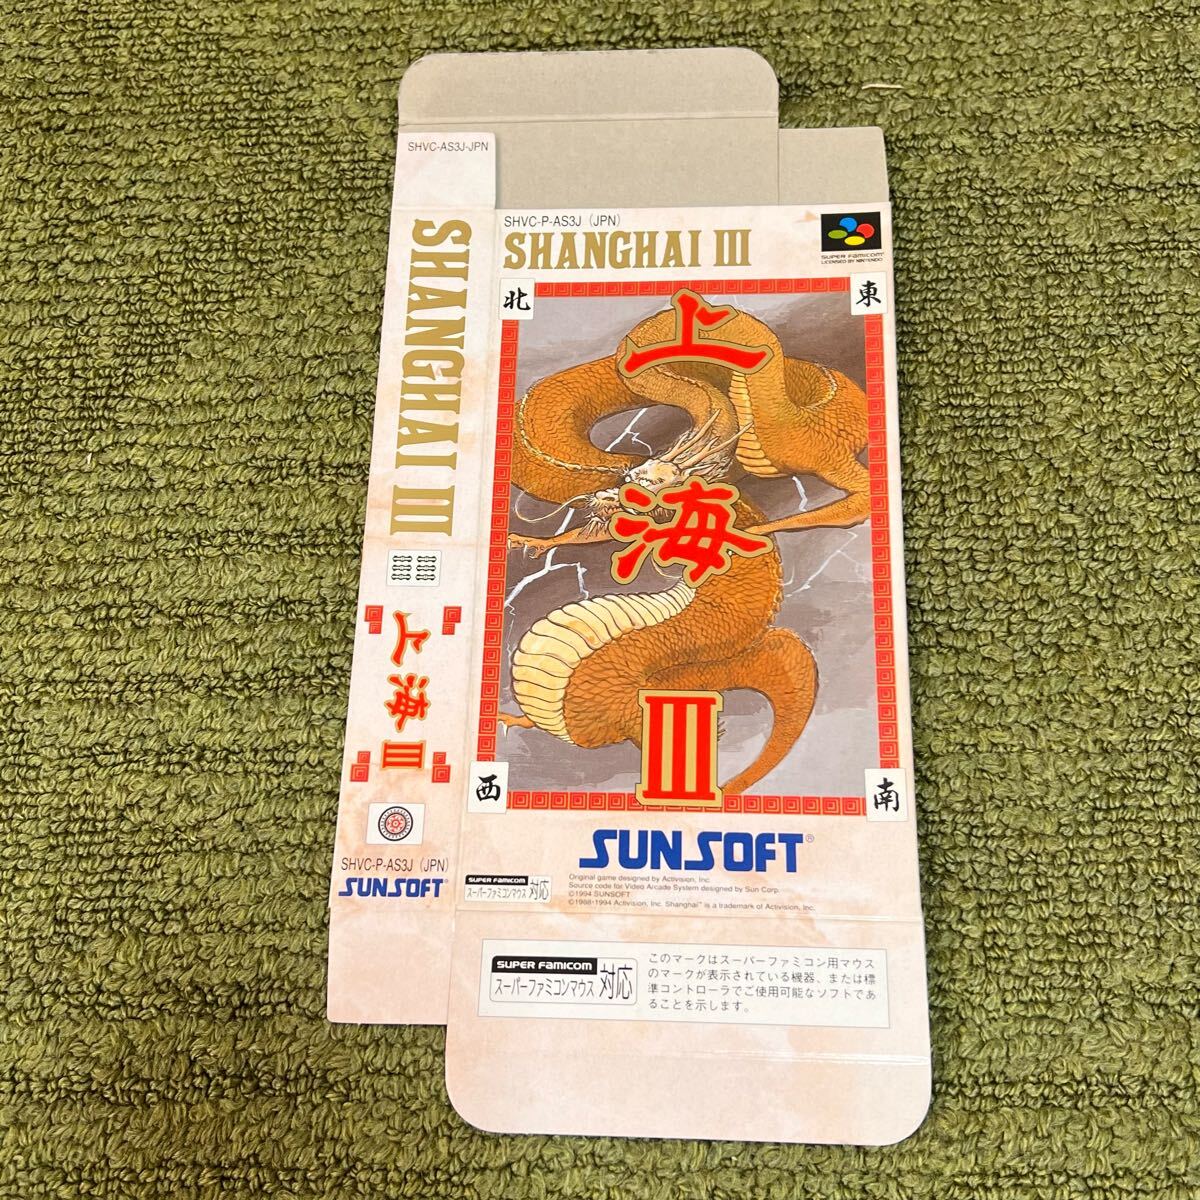 SHVC-AS3J-JPN
SHANGHAI III
上海III
SHVC-P-AS3J (JPN)
SUNSOFT®
SHVC-P-AS3J (JPN)
SHANGHAI III
SUPER FAMICOM
LICENSED BY NINTENDO
北
東
上
海
III
西
南
SUNSOFT®
SUPER FAMICOM
スーパーファミコンマウス対応
Original game designed by Activision, Inc.
Source code for Video Arcade System designed by Sun Corp.
©1994 SUNSOFT
©1988-1994 Activision, Inc. Shanghai™ is a trademark of Activision, Inc.
SUPER FAMICOM
スーパーファミコンマウス対応
このマークはスーパーファミコン用マウス
のマークが表示されている機器、または標
準コントローラでご使用可能なソフトであ
ることを示します。